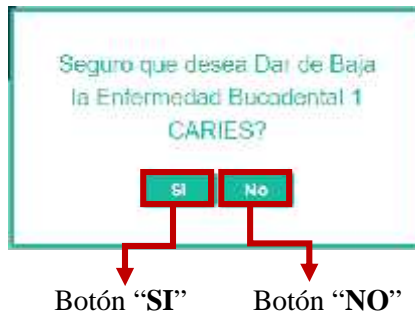 Seguro que desea Dar de Baja
la Enfermedad Bucodental 1
CARIES?
SI No
Botón “SI” Botón “NO”